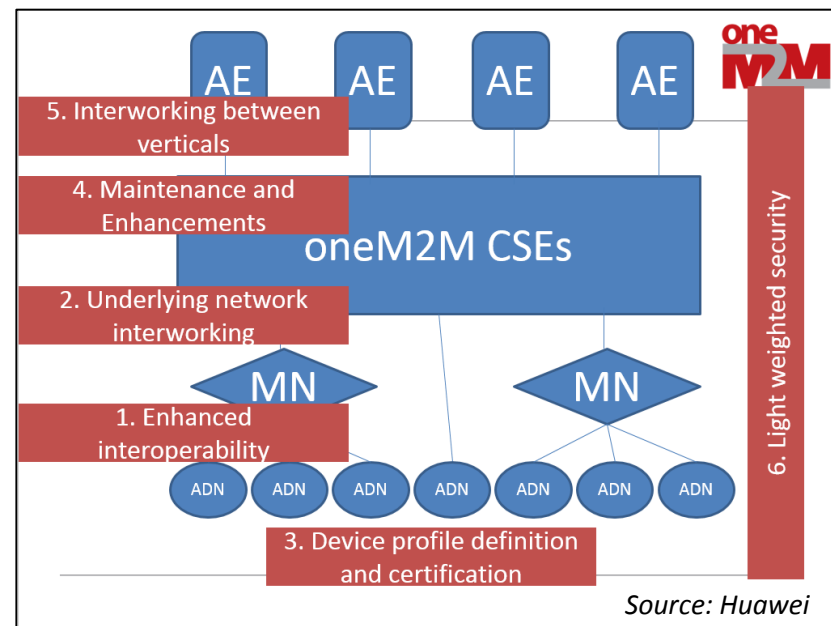 one
M2M
AE
AE
AE
AE
5. Interworking between
verticals
4. Maintenance and
Enhancements
oneM2M CSEs
2. Underlying network
interworking
MN
MN
1. Enhanced
interoperability
ADN
ADN
ADN
ADN
ADN
ADN
ADN
3. Device profile definition
and certification
6. Light weighted security
Source: Huawei